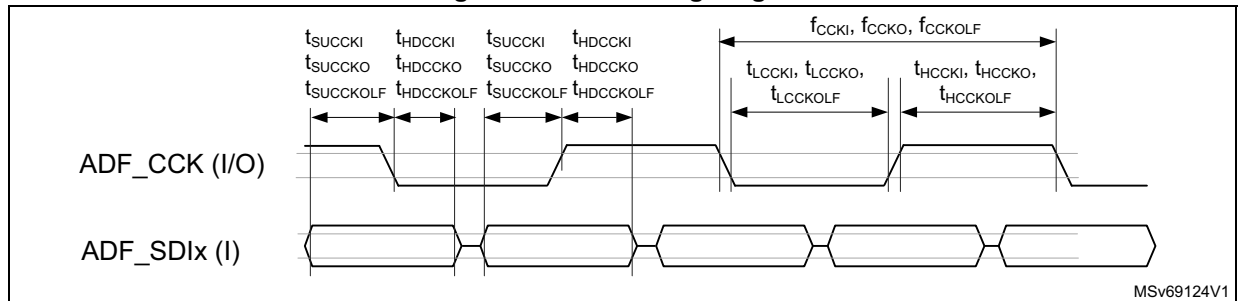 tSUCCKI tHDCCKI tSUCCKI tHDCCKI
tSUCCKO tHDCCKO tSUCCKO tHDCCKO
tSUCCKOLF tHDCCKOLF tSUCCKOLF tHDCCKOLF
fCCKI, fCCKO, fCCKOLF
tLCCKI, tLCCKO,
tLCCKOLF
tHCCKI, tHCCKO,
tHCCKOLF
ADF_CCK (I/O)
ADF_SDIx (I)
MSv69124V1